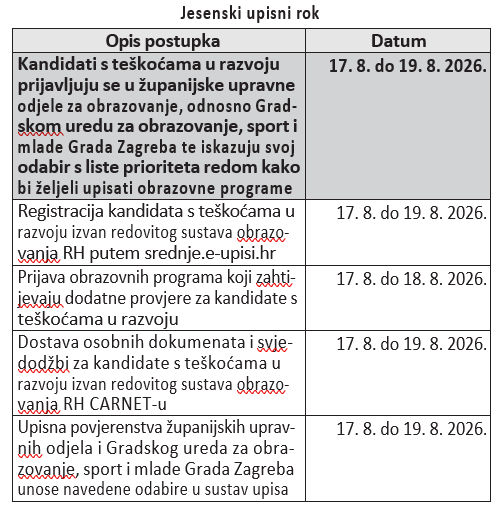 Jesenski upisni rok
Opis postupka Datum
Kandidati s teškoćama u razvoju 17. 8. do 19. 8. 2026.
prijavljuju se u županijske upravne
odjele za obrazovanje, odnosno Grad-
skom uredu za obrazovanje, sport i
mlade Grada Zagreba te iskazuju svoj
odabir s liste prioriteta redom kako
bi željeli upisati obrazovne programe
Registracija kandidata s teškoćama u 17. 8. do 19. 8. 2026.
razvoju izvan redovitog sustava obrazo-
vanja RH putem srednje.e-upisi.hr
Prijava obrazovnih programa koji zahti- 17. 8. do 18. 8. 2026.
jevaju dodatne provjere za kandidate s
teškoćama u razvoju
Dostava osobnih dokumenata i svje- 17. 8. do 19. 8. 2026.
dodžbi za kandidate s teškoćama u
razvoju izvan redovitog sustava obrazo-
vanja RH CARNET-u
Upisna povjerenstva županijskih uprav- 17. 8. do 19. 8. 2026.
nih odjela i Gradskog ureda za obra-
zovanje, sport i mlade Grada Zagreba
unose navedene odabire u sustav upisa